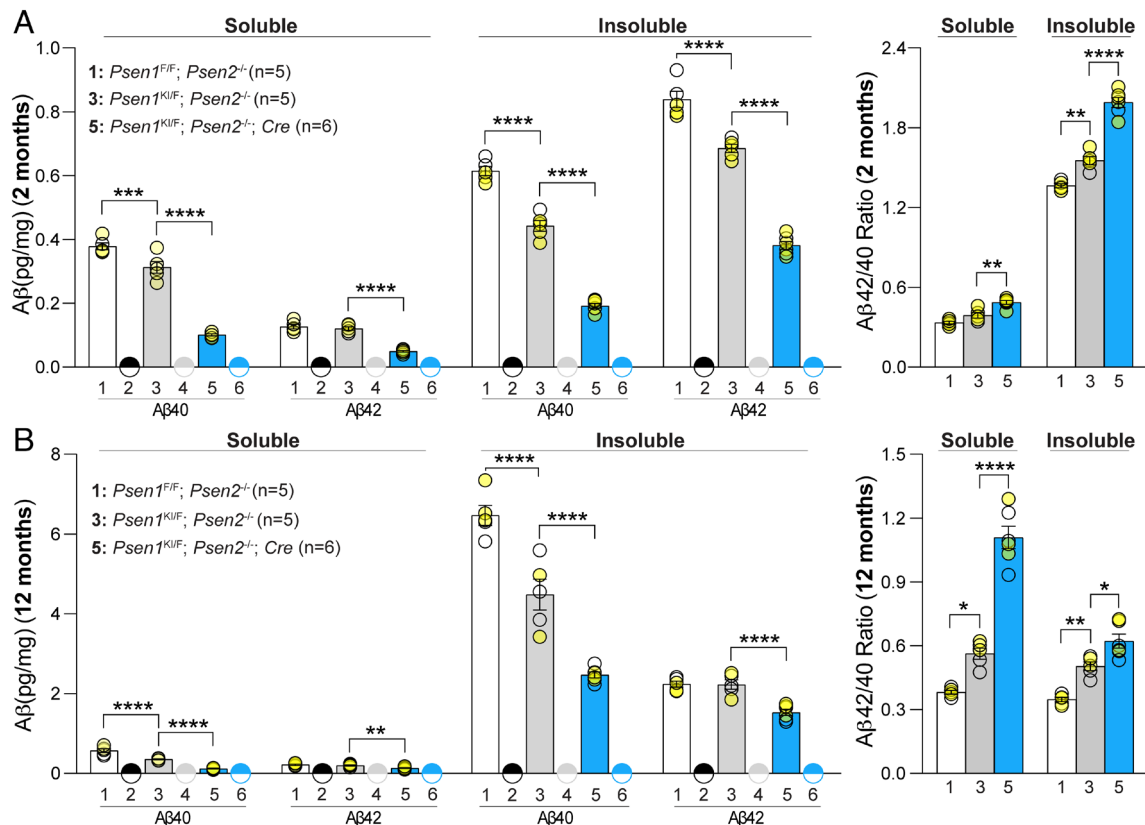 A
Soluble
Insoluble
Soluble
Insoluble
Aβ(pg/mg) (2 months)
1.0
0.8
0.6
0.4
0.2
0.0
1: Psen1F/F; Psen2-/- (n=5)
3: Psen1KI/F; Psen2-/- (n=5)
5: Psen1KI/F; Psen2-/-; Cre (n=6)
***
****
****
****
****
****
****
1 2 3 4 5 6 1 2 3 4 5 6 1 2 3 4 5 6 1 2 3 4 5 6
Aβ40 Aβ42 Aβ40 Aβ42
Aβ42/40 Ratio (2 months)
2.4
1.8
1.2
0.6
0.0
**
**
****
1 3 5 1 3 5
B
Soluble
Insoluble
Soluble
Insoluble
Aβ(pg/mg) (12 months)
8
6
4
2
0
1: Psen1F/F; Psen2-/- (n=5)
3: Psen1KI/F; Psen2-/- (n=5)
5: Psen1KI/F; Psen2-/-; Cre (n=6)
****
****
**
****
****
****
1 2 3 4 5 6 1 2 3 4 5 6 1 2 3 4 5 6 1 2 3 4 5 6
Aβ40 Aβ42 Aβ40 Aβ42
Aβ42/40 Ratio (12 months)
1.5
1.2
0.9
0.6
0.3
0.0
*
****
**
*
1 3 5 1 3 5